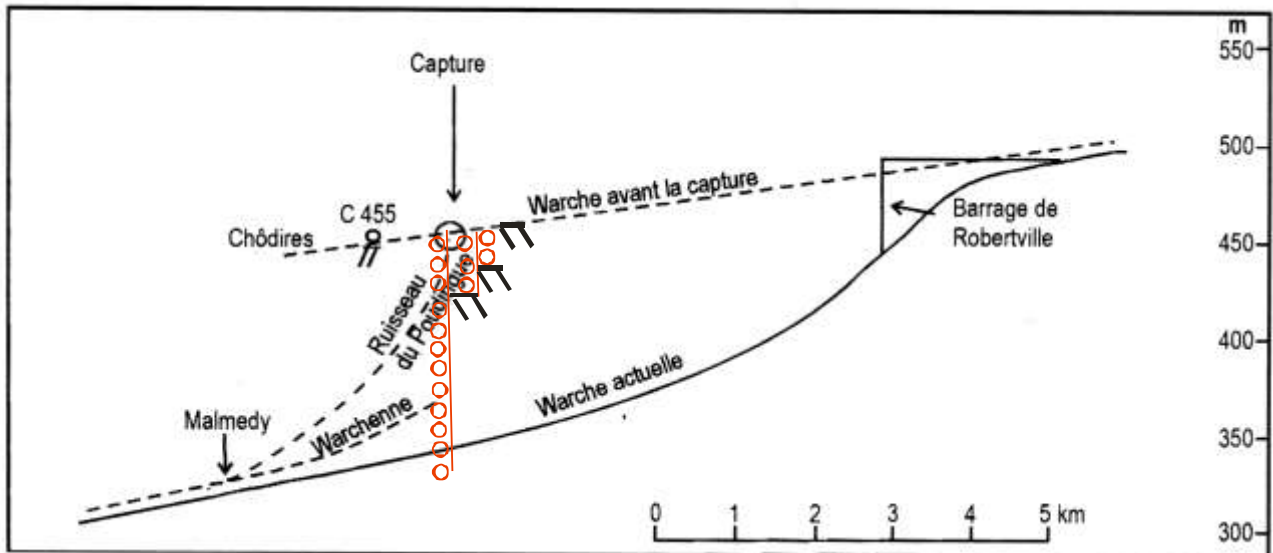 m
550
Capture
500
Warche avant la capture
C 455
Barrage de
Robertville
Chôdires
450
Ruisseau
du Poudingue
400
Warche actuelle
Malmedy
Warchenne
350
0 1 2 3 4 5 km
300